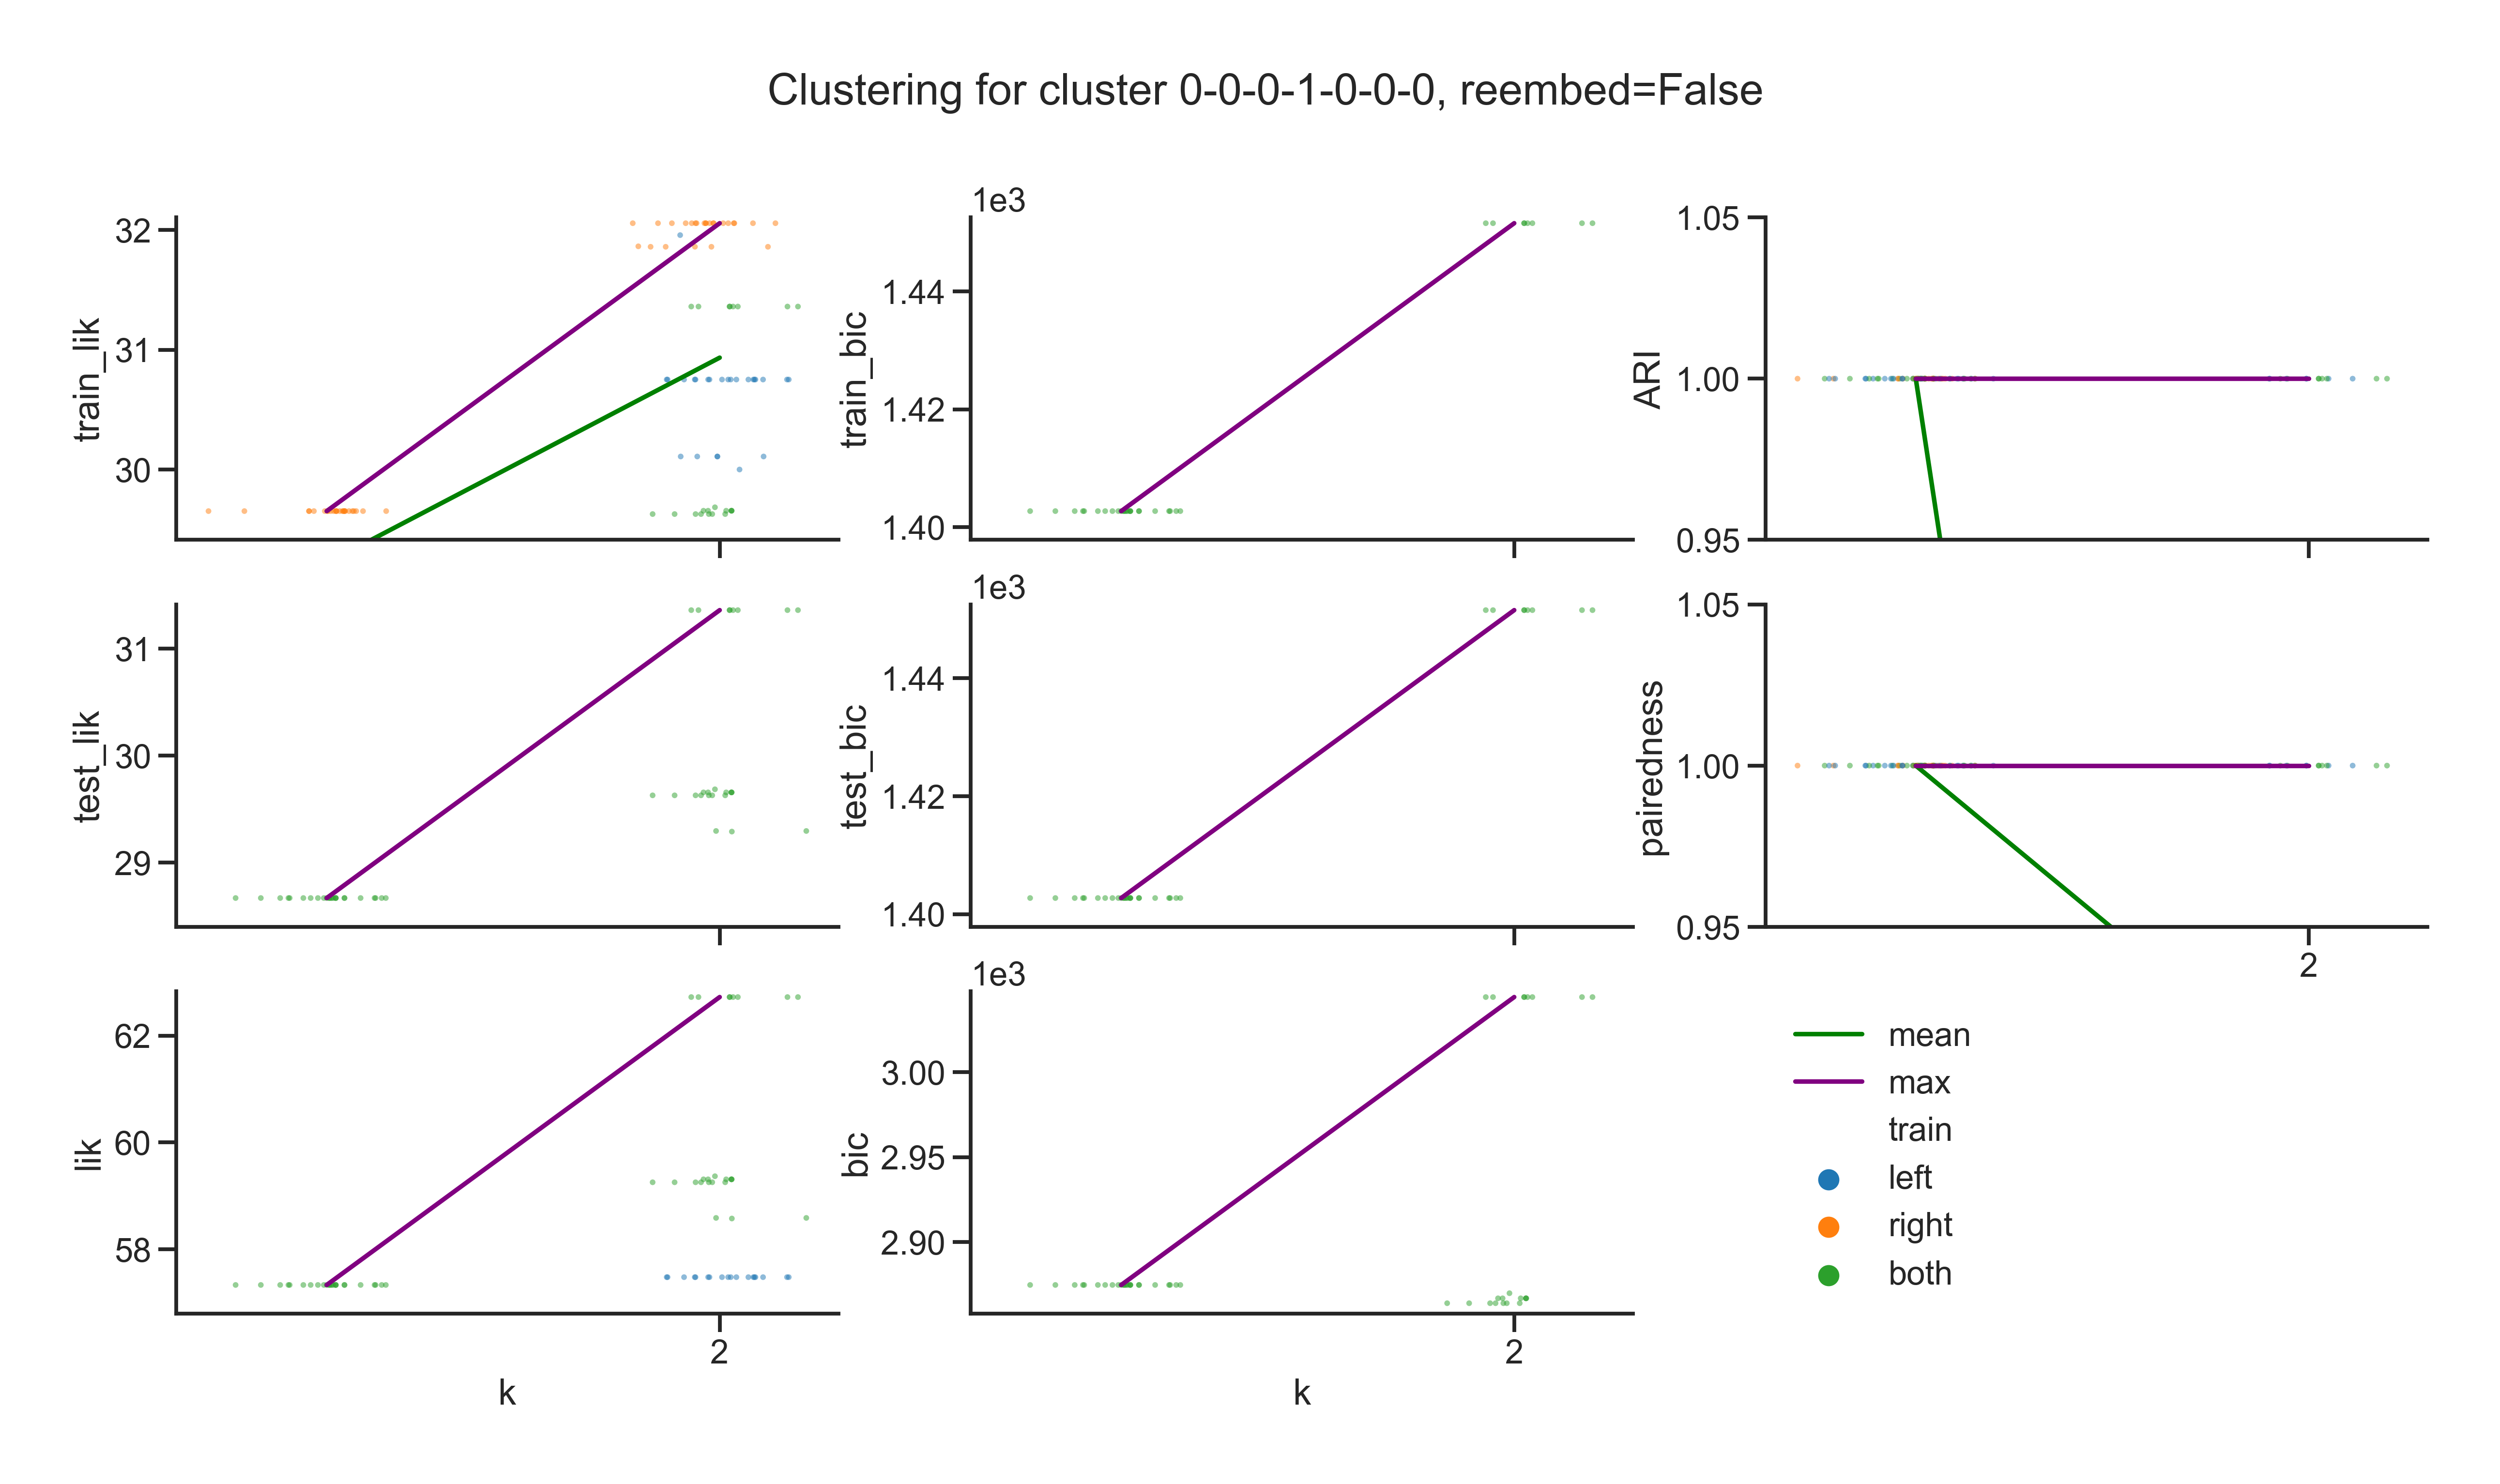 Clustering for cluster 0-0-0-1-0-0-0, reembed=False
train_lik
32
31
30
1e3
train_bic
1.44
1.42
1.40
ARI
1.05
1.00
0.95
test_lik
31
30
29
1e3
test_bic
1.44
1.42
1.40
pairedness
1.05
1.00
0.95
2
lik
62
60
58
2
k
1e3
bic
3.00
2.95
2.90
2
k
mean
max
train
left
right
both